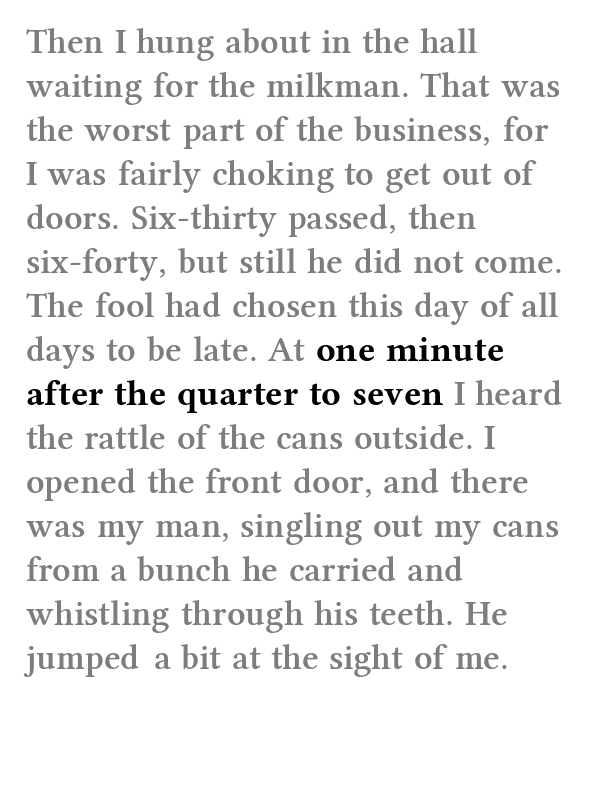 Then I hung about in the hall
waiting for the milkman. That was
the worst part of the business, for
I was fairly choking to get out of
doors. Six-thirty passed, then
six-forty, but still he did not come.
The fool had chosen this day of all
days to be late. At one minute
after the quarter to seven I heard
the rattle of the cans outside. I
opened the front door, and there
was my man, singling out my cans
from a bunch he carried and
whistling through his teeth. He
jumped a bit at the sight of me.